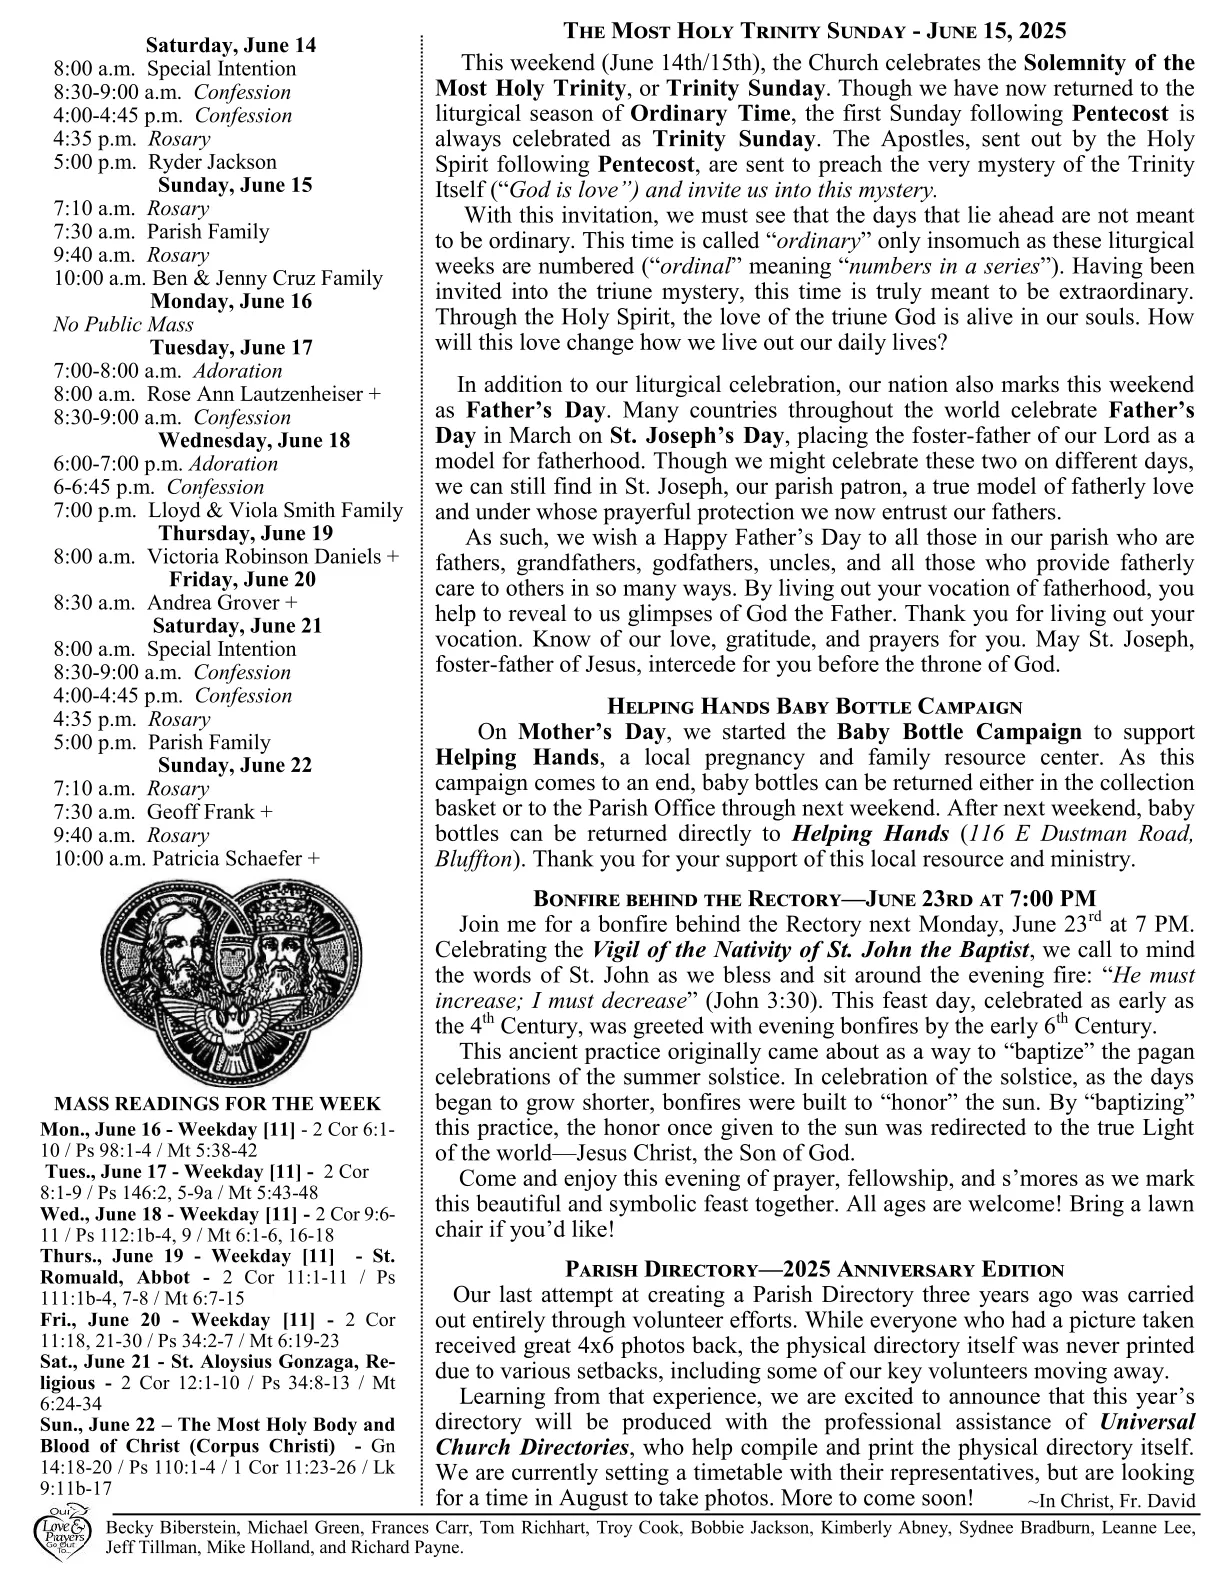 Saturday, June 14
8:00 a.m.  Special Intention
8:30-9:00 a.m.  Confession
4:00-4:45 p.m.  Confession
4:35 p.m.  Rosary
5:00 p.m.  Ryder Jackson
Sunday, June 15
7:10 a.m.  Rosary
7:30 a.m.  Parish Family
9:40 a.m.  Rosary
10:00 a.m. Ben & Jenny Cruz Family
Monday, June 16
No Public Mass
Tuesday, June 17
7:00-8:00 a.m.  Adoration
8:00 a.m.  Rose Ann Lautzenheiser +
8:30-9:00 a.m.  Confession
Wednesday, June 18
6:00-7:00 p.m. Adoration
6-6:45 p.m.  Confession
7:00 p.m.  Lloyd & Viola Smith Family
Thursday, June 19
8:00 a.m.  Victoria Robinson Daniels +
Friday, June 20
8:30 a.m.  Andrea Grover +
Saturday, June 21
8:00 a.m.  Special Intention
8:30-9:00 a.m.  Confession
4:00-4:45 p.m.  Confession
4:35 p.m.  Rosary
5:00 p.m.  Parish Family
Sunday, June 22
7:10 a.m.  Rosary
7:30 a.m.  Geoff Frank +
9:40 a.m.  Rosary
10:00 a.m. Patricia Schaefer +
MASS READINGS FOR THE WEEK
Mon., June 16 - Weekday [11] - 2 Cor 6:1-
10 / Ps 98:1-4 / Mt 5:38-42
Tues., June 17 - Weekday [11] -  2 Cor
8:1-9 / Ps 146:2, 5-9a / Mt 5:43-48
Wed., June 18 - Weekday [11] - 2 Cor 9:6-
11 / Ps 112:1b-4, 9 / Mt 6:1-6, 16-18
Thurs., June 19 - Weekday [11]  - St.
Romuald, Abbot - 2 Cor 11:1-11 / Ps
111:1b-4, 7-8 / Mt 6:7-15
Fri., June 20 - Weekday [11] - 2 Cor
11:18, 21-30 / Ps 34:2-7 / Mt 6:19-23
Sat., June 21 - St. Aloysius Gonzaga, Re-
ligious - 2 Cor 12:1-10 / Ps 34:8-13 / Mt
6:24-34
Sun., June 22 – The Most Holy Body and
Blood of Christ (Corpus Christi)  - Gn
14:18-20 / Ps 110:1-4 / 1 Cor 11:23-26 / Lk
9:11b-17
The Most Holy Trinity Sunday - June 15, 2025
This weekend (June 14th/15th), the Church celebrates the Solemnity of the
Most Holy Trinity, or Trinity Sunday. Though we have now returned to the
liturgical season of Ordinary Time, the first Sunday following Pentecost is
always celebrated as Trinity Sunday. The Apostles, sent out by the Holy
Spirit following Pentecost, are sent to preach the very mystery of the Trinity
Itself (“God is love”) and invite us into this mystery.
With this invitation, we must see that the days that lie ahead are not meant
to be ordinary. This time is called “ordinary” only insomuch as these liturgical
weeks are numbered (“ordinal” meaning “numbers in a series”). Having been
invited into the triune mystery, this time is truly meant to be extraordinary.
Through the Holy Spirit, the love of the triune God is alive in our souls. How
will this love change how we live out our daily lives?
In addition to our liturgical celebration, our nation also marks this weekend
as Father’s Day. Many countries throughout the world celebrate Father’s
Day in March on St. Joseph’s Day, placing the foster-father of our Lord as a
model for fatherhood. Though we might celebrate these two on different days,
we can still find in St. Joseph, our parish patron, a true model of fatherly love
and under whose prayerful protection we now entrust our fathers.
As such, we wish a Happy Father’s Day to all those in our parish who are
fathers, grandfathers, godfathers, uncles, and all those who provide fatherly
care to others in so many ways. By living out your vocation of fatherhood, you
help to reveal to us glimpses of God the Father. Thank you for living out your
vocation. Know of our love, gratitude, and prayers for you. May St. Joseph,
foster-father of Jesus, intercede for you before the throne of God.
Helping Hands Baby Bottle Campaign
On Mother’s Day, we started the Baby Bottle Campaign to support
Helping Hands, a local pregnancy and family resource center. As this
campaign comes to an end, baby bottles can be returned either in the collection
basket or to the Parish Office through next weekend. After next weekend, baby
bottles can be returned directly to Helping Hands (116 E Dustman Road,
Bluffton). Thank you for your support of this local resource and ministry.
Bonfire behind the Rectory—June 23rd at 7:00 PM
Join me for a bonfire behind the Rectory next Monday, June 23rd at 7 PM.
Celebrating the Vigil of the Nativity of St. John the Baptist, we call to mind
the words of St. John as we bless and sit around the evening fire: “He must
increase; I must decrease” (John 3:30). This feast day, celebrated as early as
the 4th Century, was greeted with evening bonfires by the early 6th Century.
This ancient practice originally came about as a way to “baptize” the pagan
celebrations of the summer solstice. In celebration of the solstice, as the days
began to grow shorter, bonfires were built to “honor” the sun. By “baptizing”
this practice, the honor once given to the sun was redirected to the true Light
of the world—Jesus Christ, the Son of God.
Come and enjoy this evening of prayer, fellowship, and s’mores as we mark
this beautiful and symbolic feast together. All ages are welcome! Bring a lawn
chair if you’d like!
Parish Directory—2025 Anniversary Edition
Our last attempt at creating a Parish Directory three years ago was carried
out entirely through volunteer efforts. While everyone who had a picture taken
received great 4x6 photos back, the physical directory itself was never printed
due to various setbacks, including some of our key volunteers moving away.
Learning from that experience, we are excited to announce that this year’s
directory will be produced with the professional assistance of Universal
Church Directories, who help compile and print the physical directory itself.
We are currently setting a timetable with their representatives, but are looking
for a time in August to take photos. More to come soon!
~In Christ, Fr. David
Our
Love &
Prayers
Go Out
To...
Becky Biberstein, Michael Green, Frances Carr, Tom Richhart, Troy Cook, Bobbie Jackson, Kimberly Abney, Sydnee Bradburn, Leanne Lee,
Jeff Tillman, Mike Holland, and Richard Payne.